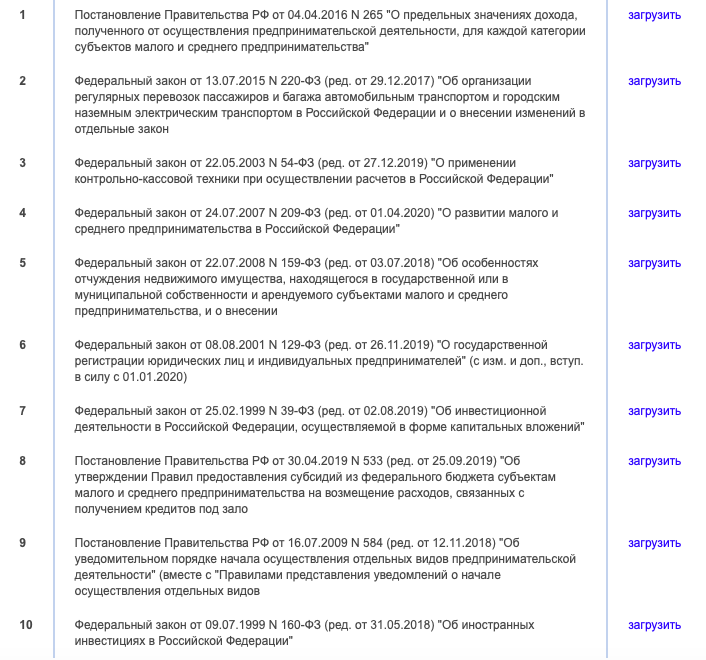 1 Постановление Правительства РФ от 04.04.2016 N 265 "О предельных значениях дохода, загрузить
полученного от осуществления предпринимательской деятельности, для каждой категории
субъектов малого и среднего предпринимательства"
2 Федеральный закон от 13.07.2015 N 220-ФЗ (ред. от 29.12.2017) "Об организации загрузить
регулярных перевозок пассажиров и багажа автомобильным транспортом и городским
наземным электрическим транспортом в Российской Федерации и о внесении изменений в
отдельные закон
3 Федеральный закон от 22.05.2003 N 54-ФЗ (ред. от 27.12.2019) "О применении загрузить
контрольно-кассовой техники при осуществлении расчетов в Российской Федерации"
4 Федеральный закон от 24.07.2007 N 209-ФЗ (ред. от 01.04.2020) "О развитии малого и загрузить
среднего предпринимательства в Российской Федерации"
5 Федеральный закон от 22.07.2008 N 159-ФЗ (ред. от 03.07.2018) "Об особенностях загрузить
отчуждения недвижимого имущества, находящегося в государственной или в
муниципальной собственности и арендуемого субъектами малого и среднего
предпринимательства, и о внесении
6 Федеральный закон от 08.08.2001 N 129-ФЗ (ред. от 26.11.2019) "О государственной загрузить
регистрации юридических лиц и индивидуальных предпринимателей" (с изм. и доп., вступ.
в силу с 01.01.2020)
7 Федеральный закон от 25.02.1999 N 39-ФЗ (ред. от 02.08.2019) "Об инвестиционной загрузить
деятельности в Российской Федерации, осуществляемой в форме капитальных вложений"
8 Постановление Правительства РФ от 30.04.2019 N 533 (ред. от 25.09.2019) "Об загрузить
утверждении Правил предоставления субсидий из федерального бюджета субъектам
малого и среднего предпринимательства на возмещение расходов, связанных с
получением кредитов под зало
9 Постановление Правительства РФ от 16.07.2009 N 584 (ред. от 12.11.2018) "Об загрузить
уведомительном порядке начала осуществления отдельных видов предпринимательской
деятельности" (вместе с "Правилами представления уведомлений о начале
осуществления отдельных видов
10 Федеральный закон от 09.07.1999 N 160-ФЗ (ред. от 31.05.2018) "Об иностранных загрузить
инвестициях в Российской Федерации"